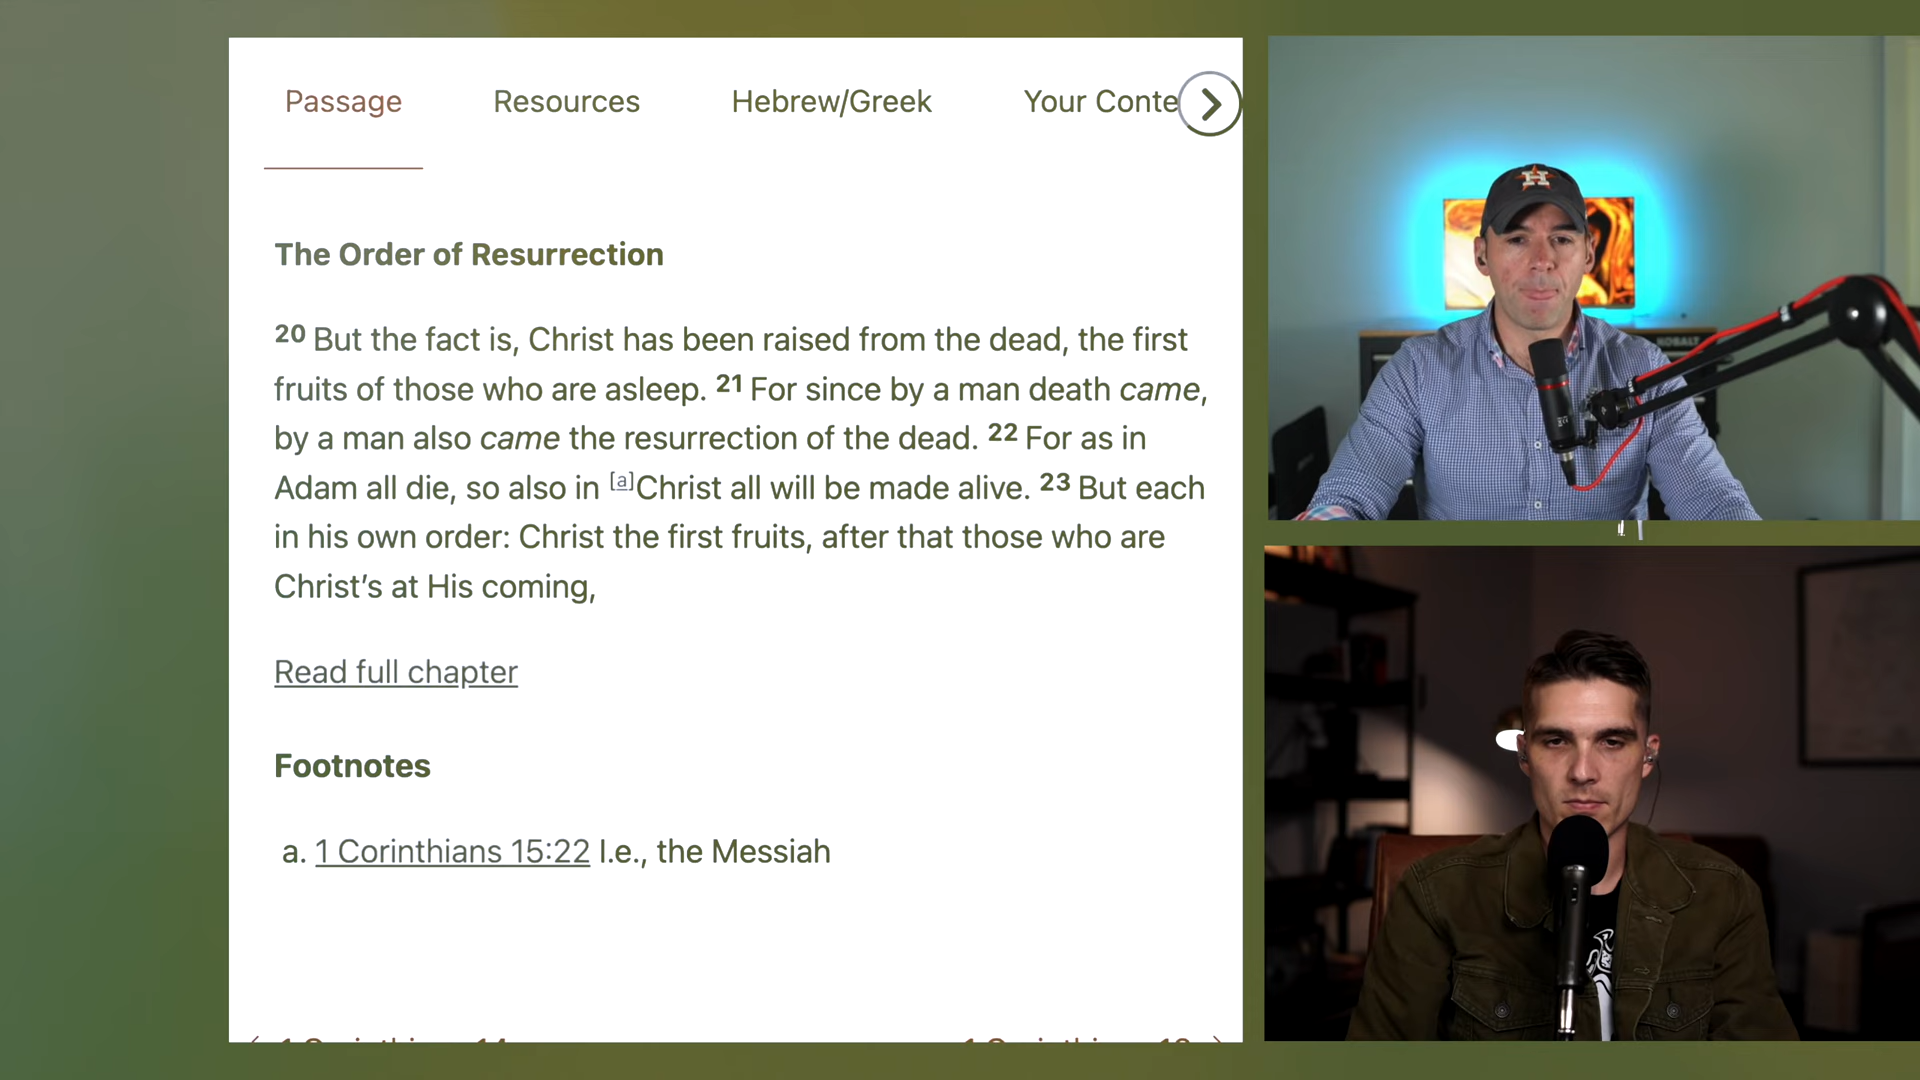 Passage Resources Hebrew/Greek Your Conte
The Order of Resurrection
20 But the fact is, Christ has been raised from the dead, the first
fruits of those who are asleep. 21 For since by a man death came,
by a man also came the resurrection of the dead. 22 For as in
Adam all die, so also in [a]Christ all will be made alive. 23 But each
in his own order: Christ the first fruits, after that those who are
Christ’s at His coming,
Read full chapter
Footnotes
a. 1 Corinthians 15:22 I.e., the Messiah
H
KOBALT